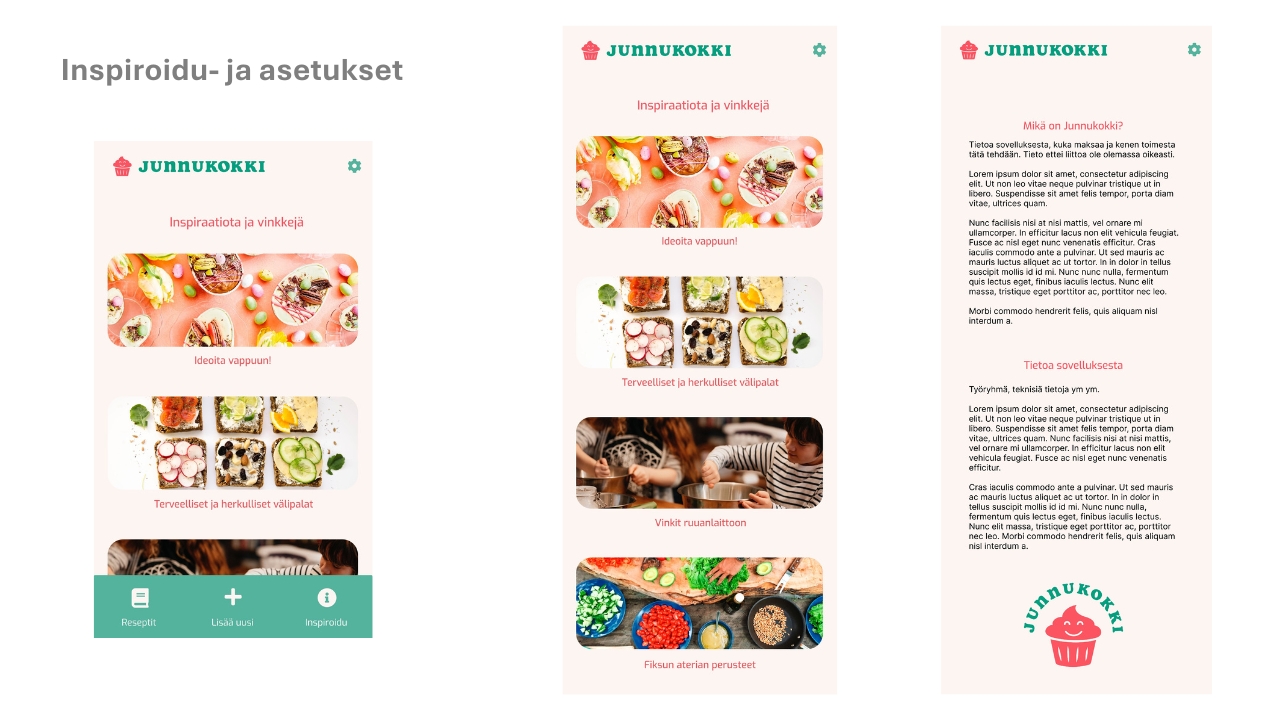 Inspiroidu- ja asetukset
JUNNUKOKKI
Inspiraatiota ja vinkkejä
Ideoita vappuun!
Terveelliset ja herkulliset välipalat
Reseptit
Lisää uusi
Inspiroidu
JUNNUKOKKI
Inspiraatiota ja vinkkejä
Ideoita vappuun!
Terveelliset ja herkulliset välipalat
Vinkit ruuanlaittoon
Fiksun aterian perusteet
JUNNUKOKKI
Mikä on Junnukokki?
Tietoa sovelluksesta, kuka maksaa ja kenen toimesta
tätä tehdään. Tieto ettei liittoa ole olemassa oikeasti.
Lorem ipsum dolor sit amet, consectetur adipiscing
elit. Ut non leo vitae neque pulvinar tristique ut in
libero. Suspendisse sit amet felis tempor, porta diam
vitae, ultrices quam.
Nunc facilisis nisi at nisi mattis, vel ornare mi
ullamcorper. In efficitur lacus non elit vehicula feugiat.
Fusce ac nisl eget nunc venenatis efficitur. Cras
iaculis commodo ante a pulvinar. Ut sed mauris ac
mauris luctus aliquet ac ut tortor. In in dolor in tellus
suscipit mollis id id mi. Nunc nunc nulla, fermentum
quis lectus eget, finibus iaculis lectus. Nunc elit
massa, tristique eget porttitor ac, porttitor nec leo.
Morbi commodo hendrerit felis, quis aliquam nisl
interdum a.
Tietoa sovelluksesta
Työryhmä, teknisiä tietoja ym ym.
Lorem ipsum dolor sit amet, consectetur adipiscing
elit. Ut non leo vitae neque pulvinar tristique ut in
libero. Suspendisse sit amet felis tempor, porta diam
vitae, ultrices quam. Nunc facilisis nisi at nisi mattis,
vel ornare mi ullamcorper. In efficitur lacus non elit
vehicula feugiat. Fusce ac nisl eget nunc venenatis
efficitur.
Cras iaculis commodo ante a pulvinar. Ut sed mauris
ac mauris luctus aliquet ac ut tortor. In in dolor in
tellus suscipit mollis id id mi. Nunc nunc nulla,
fermentum quis lectus eget, finibus iaculis lectus.
Nunc elit massa, tristique eget porttitor ac, porttitor
nec leo. Morbi commodo hendrerit felis, quis aliquam
nisl interdum a.
JUNNUKOKKI